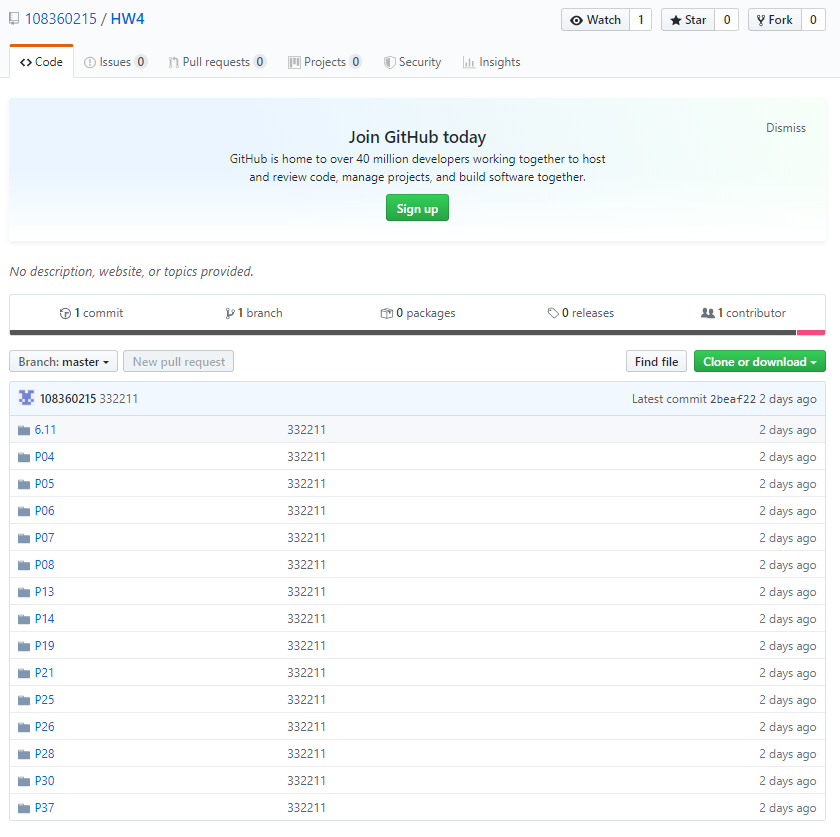 108360215 / HW4
Watch 1 Star 0 Fork 0
Code Issues 0 Pull requests 0 Projects 0 Security Insights
Dismiss
Join GitHub today
GitHub is home to over 40 million developers working together to host
and review code, manage projects, and build software together.
Sign up
No description, website, or topics provided.
1 commit 1 branch 0 packages 0 releases 1 contributor
Branch: master New pull request Find file Clone or download
108360215 332211 Latest commit 2beaf22 2 days ago
6.11 332211 2 days ago
P04 332211 2 days ago
P05 332211 2 days ago
P06 332211 2 days ago
P07 332211 2 days ago
P08 332211 2 days ago
P13 332211 2 days ago
P14 332211 2 days ago
P19 332211 2 days ago
P21 332211 2 days ago
P25 332211 2 days ago
P26 332211 2 days ago
P28 332211 2 days ago
P30 332211 2 days ago
P37 332211 2 days ago